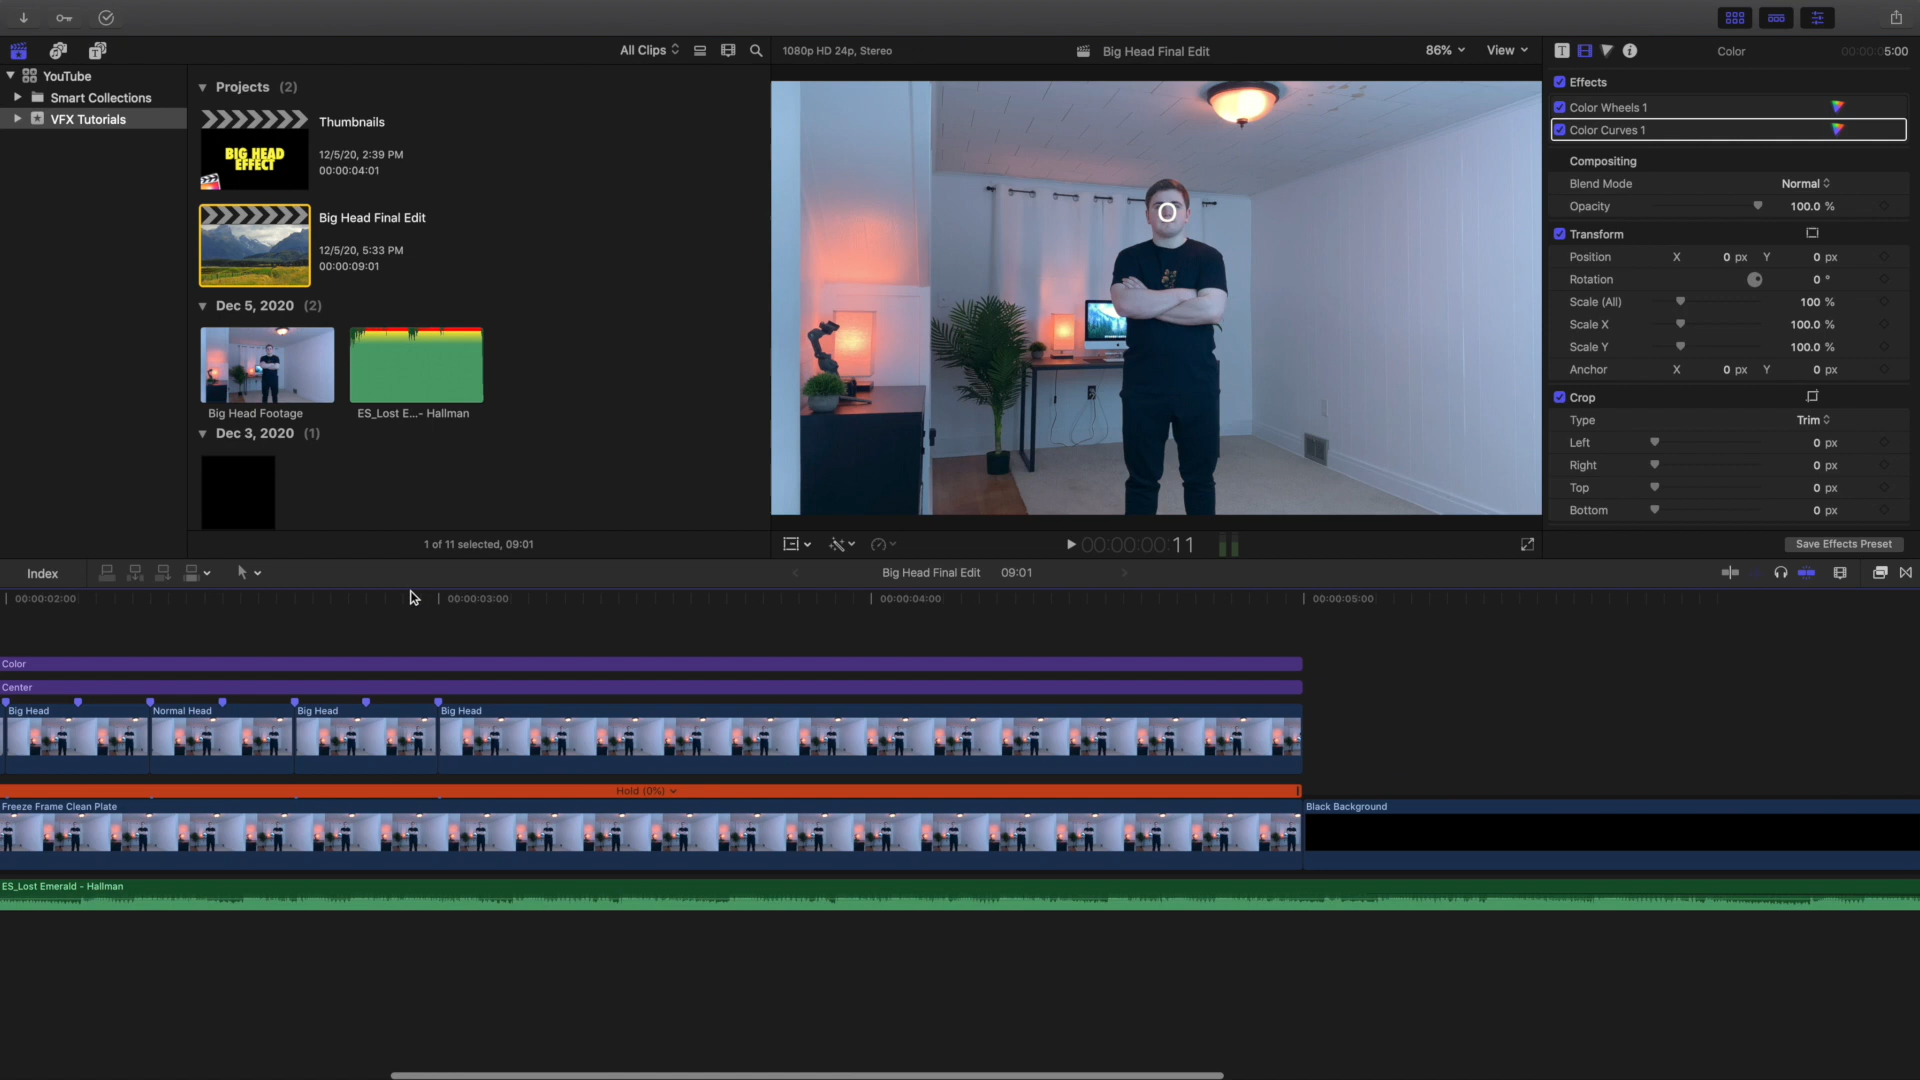 All Clips
1080p HD 24p, Stereo
Big Head Final Edit
86%
View
Color
00:00:05:00
YouTube
Smart Collections
VFX Tutorials
Projects (2)
BIG HEAD
EFFECT
Thumbnails
12/5/20, 2:39 PM
00:00:04:01
Big Head Final Edit
12/5/20, 5:33 PM
00:00:09:01
Dec 5, 2020 (2)
Big Head Footage
ES_Lost E...- Hallman
Dec 3, 2020 (1)
1 of 11 selected, 09:01
00:00:00:11
Effects
Color Wheels 1
Color Curves 1
Compositing
Blend Mode Normal
Opacity 100.0 %
Transform
Position X 0 px Y 0 px
Rotation 0 °
Scale (All) 100 %
Scale X 100.0 %
Scale Y 100.0 %
Anchor X 0 px Y 0 px
Crop
Type Trim
Left 0 px
Right 0 px
Top 0 px
Bottom 0 px
Save Effects Preset
Index
Big Head Final Edit 09:01
00:00:02:00 00:00:03:00 00:00:04:00 00:00:05:00
Color
Center
Big Head Normal Head Big Head Big Head
Hold (0%)
Freeze Frame Clean Plate Black Background
ES_Lost Emerald - Hallman